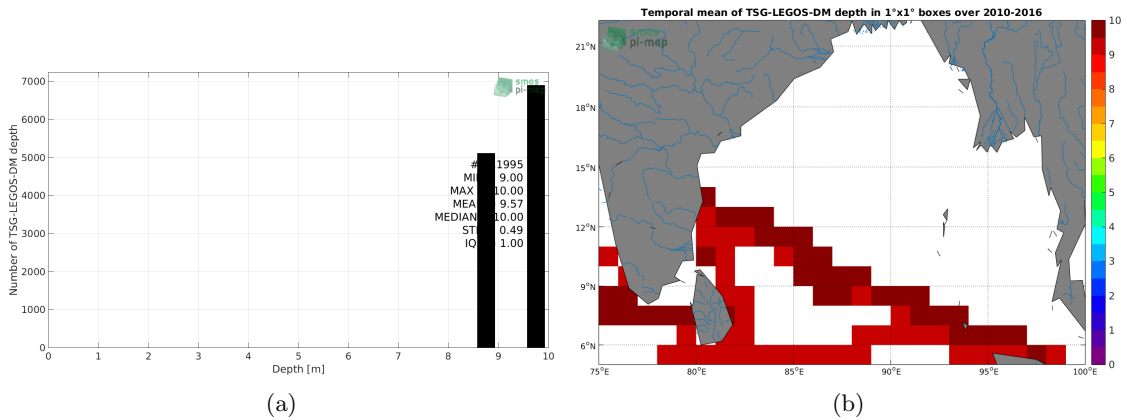 smos
pi-mep
7000
6000
5000
4000
3000
2000
1000
0
Number of TSG-LEGOS-DM depth
9.00
MAX 10.00
9.57
MEDIAN 10.00
0.49
1.00
0 1 2 3 4 5 6 7 8 9 10
Depth [m]
(a)
Temporal mean of TSG-LEGOS-DM depth in 1°x1° boxes over 2010-2016
smos
pi-mep
21°N
18°N
15°N
12°N
9°N
6°N
75°E 80°E 85°E 90°E 95°E 100°E
10
9
8
7
6
5
4
3
2
1
0
(b)